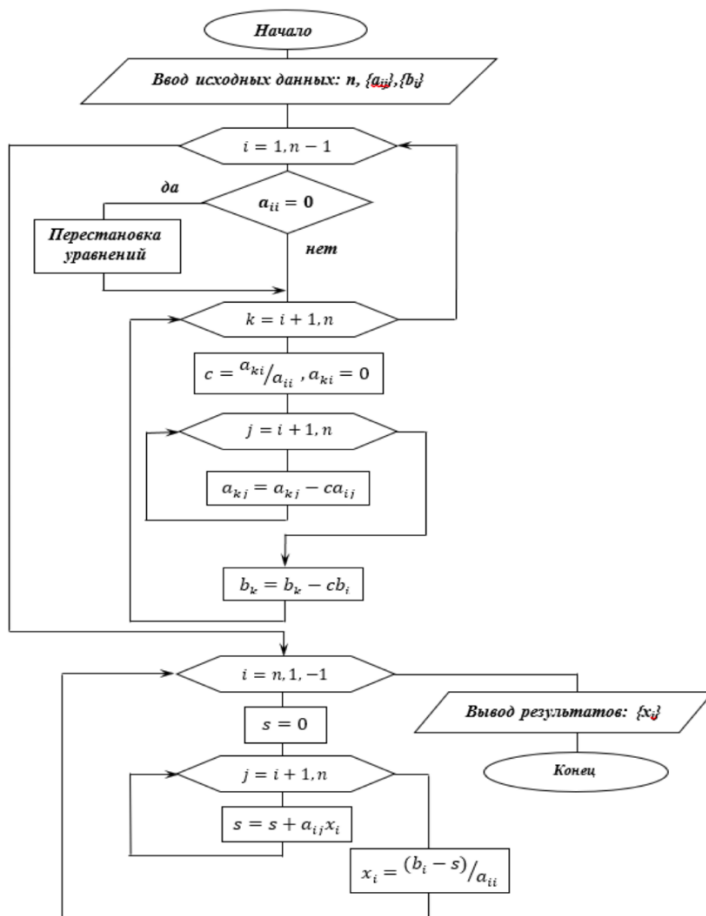 Начало
Ввод исходных данных: n, {aij},{bi}
i = 1, n − 1
да
aᵢᵢ = 0
Перестановка
уравнений
нет
k = i + 1, n
c = aₖᵢ/aᵢᵢ , aₖᵢ = 0
j = i + 1, n
aₖⱼ = aₖⱼ − caᵢⱼ
bₖ = bₖ − cbᵢ
i = n, 1, −1
Вывод результатов: {xi}
s = 0
j = i + 1, n
Конец
s = s + aᵢⱼxᵢ
xᵢ = (bᵢ − s)/aᵢᵢ